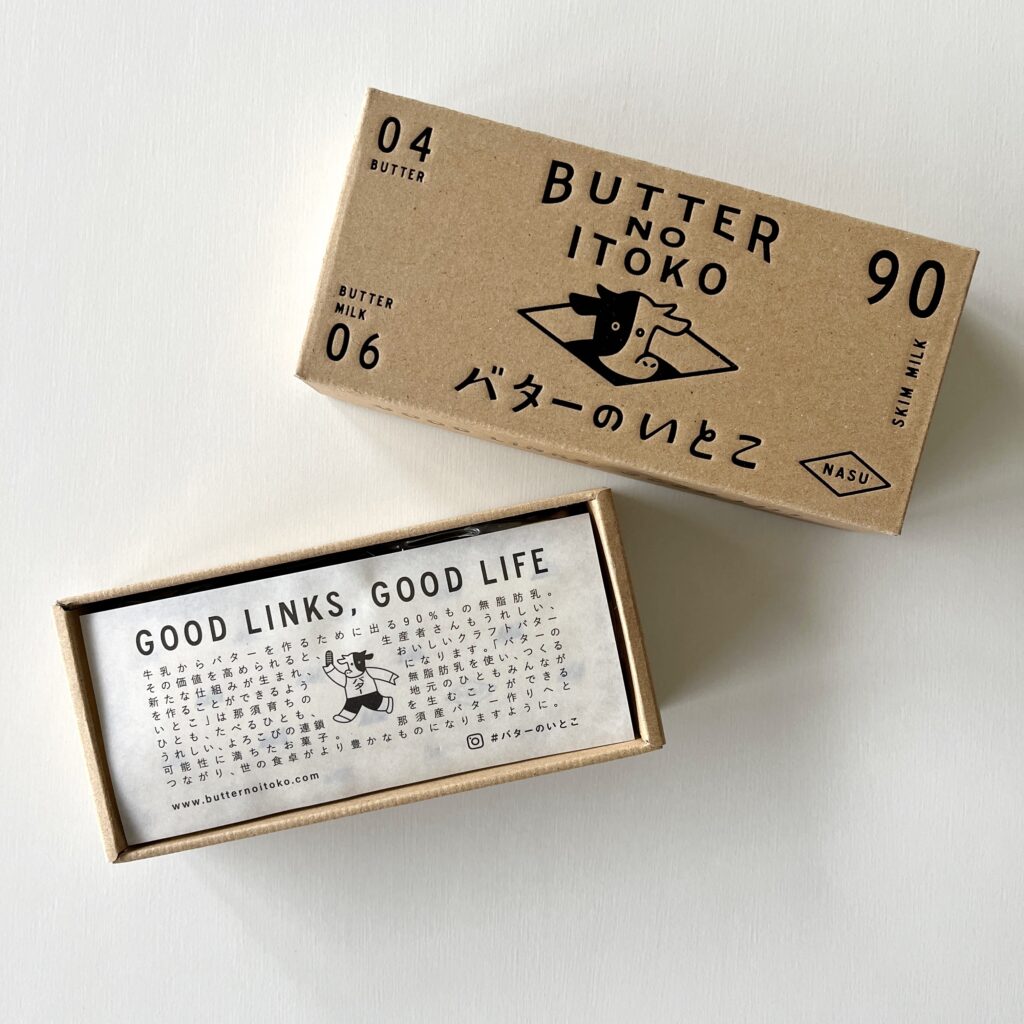 04
BUTTER
BUTTER
NO
ITOKO
90
SKIM MILK
BUTTER
MILK
06
バターのいとこ
NASU
GOOD LINKS, GOOD LIFE
牛乳からバターを作るために出る90%もの無脂肪乳。
その価値を高められると 生産者さんもうれしい、
新たな仕組みが生まれ、 おいしいクラフトバター
を作ることができるよう になります。「バターの
いとこ」は那須育ちの 無脂肪乳を使い、つくる
ひとも、たべるひとも、 地元のひともみんなが
うれしい、よろこびの連鎖 を生むことができる
可能性に満ちたお菓子。 那須産バター作りへと
つながり、世の食卓がより豊かなものになりますように。
www.butternoitoko.com
#バターのいとこ